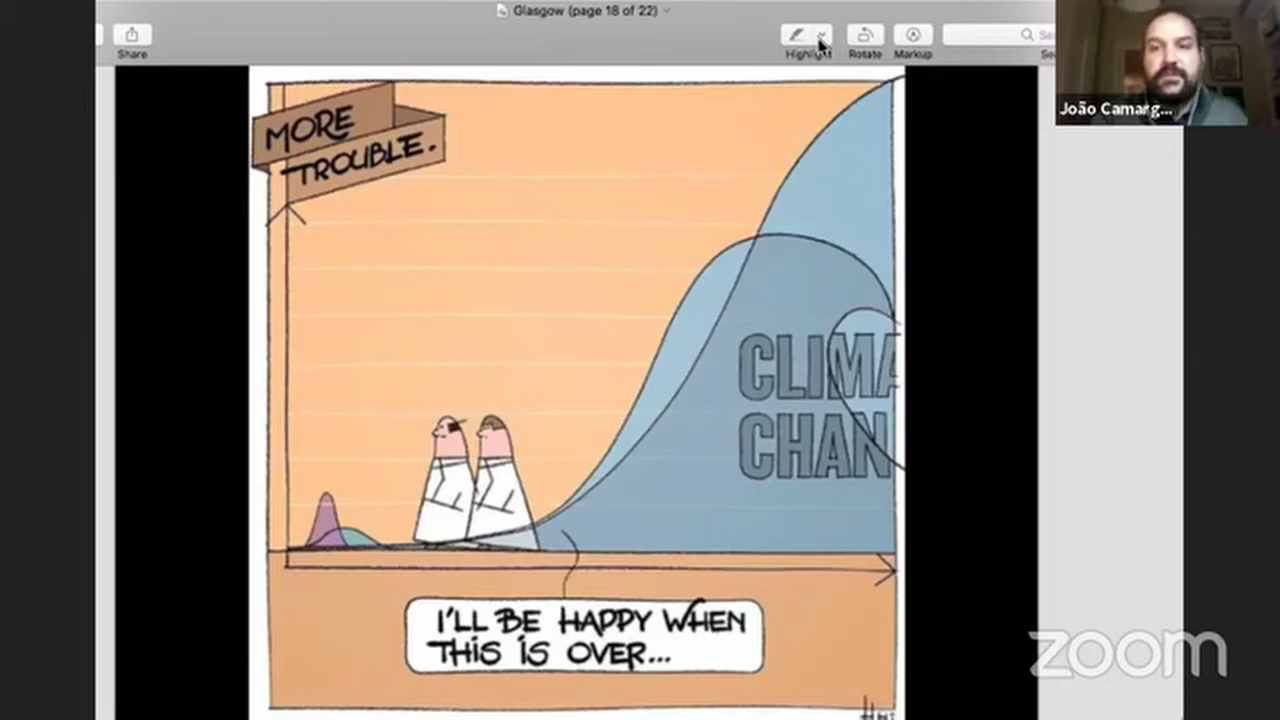 Glasgow (page 18 of 22)
Share
Highlight
Rotate
Markup
João Camarg...
MORE
TROUBLE.
CLIMA
CHAN
I'LL BE HAPPY WHEN
THIS IS OVER...
zoom